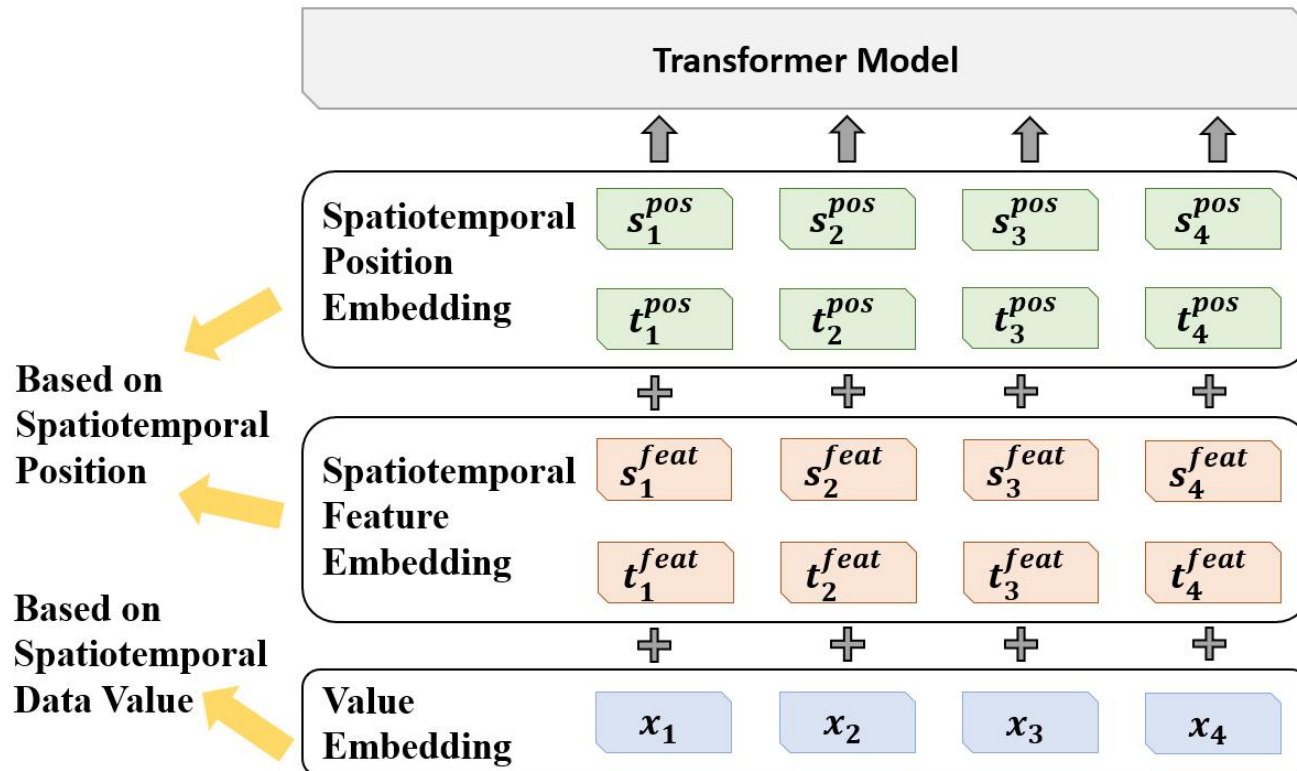 Transformer Model
Spatiotemporal
Position
Embedding
s_1^{pos} s_2^{pos} s_3^{pos} s_4^{pos}
t_1^{pos} t_2^{pos} t_3^{pos} t_4^{pos}
+ + + +
Based on
Spatiotemporal
Position
Spatiotemporal
Feature
Embedding
s_1^{feat} s_2^{feat} s_3^{feat} s_4^{feat}
t_1^{feat} t_2^{feat} t_3^{feat} t_4^{feat}
+ + + +
Based on
Spatiotemporal
Data Value
Value
Embedding
x_1 x_2 x_3 x_4